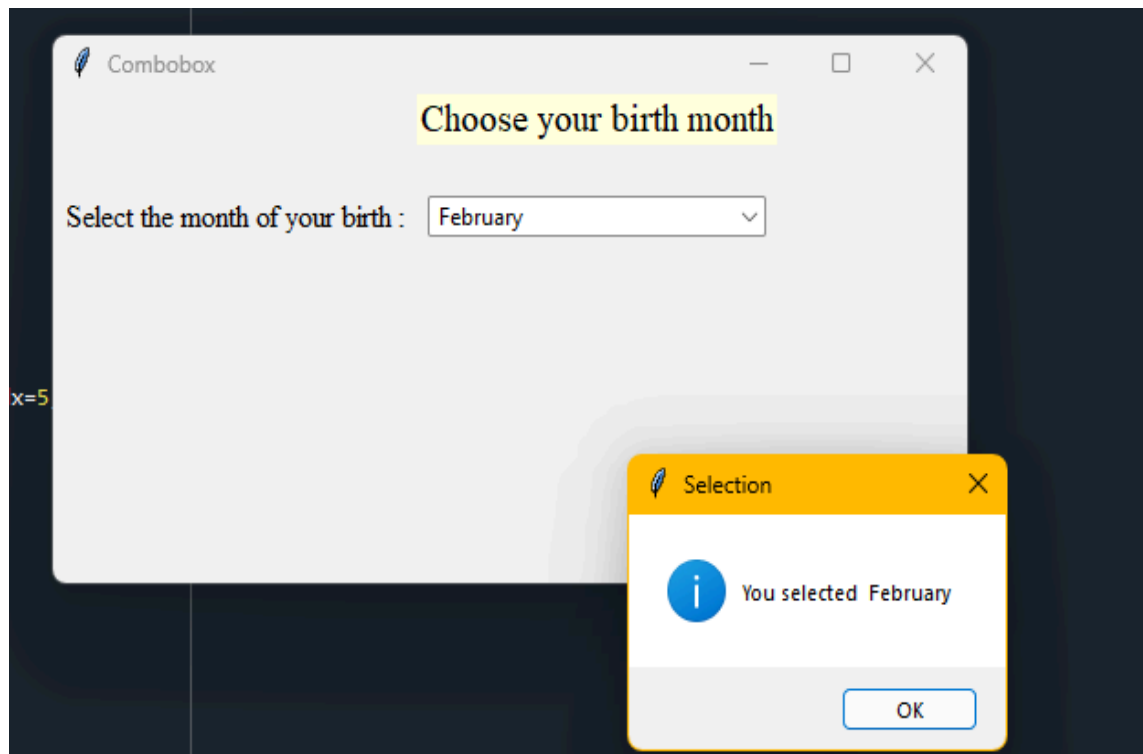 Combobox
Choose your birth month
Select the month of your birth : February
x=5
Selection
You selected  February
OK